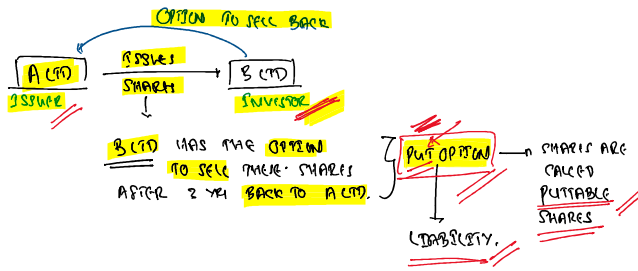 OPTION TO SELL BACK
A LTD
ISSUES
B LTD
ISSUER
SHARES
INVESTOR
B LTD HAS THE OPTION
TO SELL THESE SHARES
AFTER 2 YRS BACK TO A LTD.
PUT OPTION
SHARES ARE
CALLED
PUTTABLE
SHARES
LIABILITY.